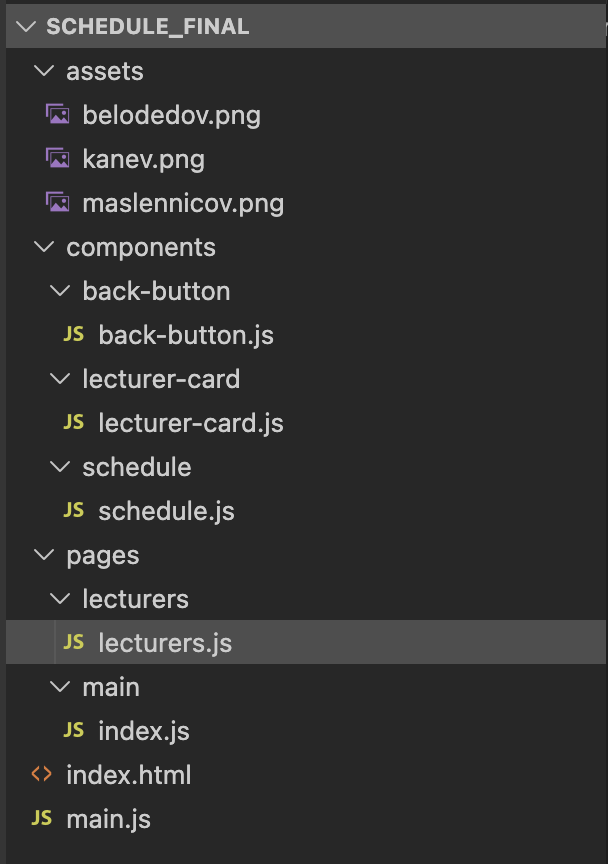 SCHEDULE_FINAL
assets
belodedov.png
kanev.png
maslennicov.png
components
back-button
JS back-button.js
lecturer-card
JS lecturer-card.js
schedule
JS schedule.js
pages
lecturers
JS lecturers.js
main
JS index.js
<> index.html
JS main.js